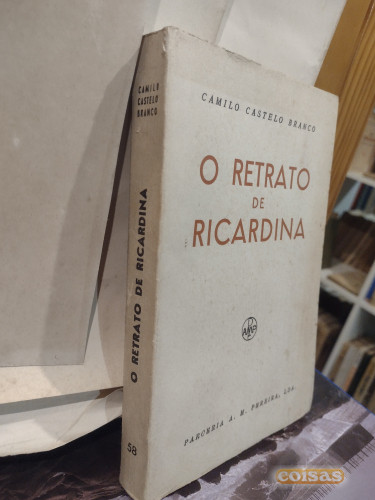 CAMILO
CASTELO
BRANCO
O RETRATO DE RICARDINA
58
CAMILO CASTELO BRANCO
O RETRATO
DE
RICARDINA
PARCERIA A. M. PEREIRA, LDA.
coisas